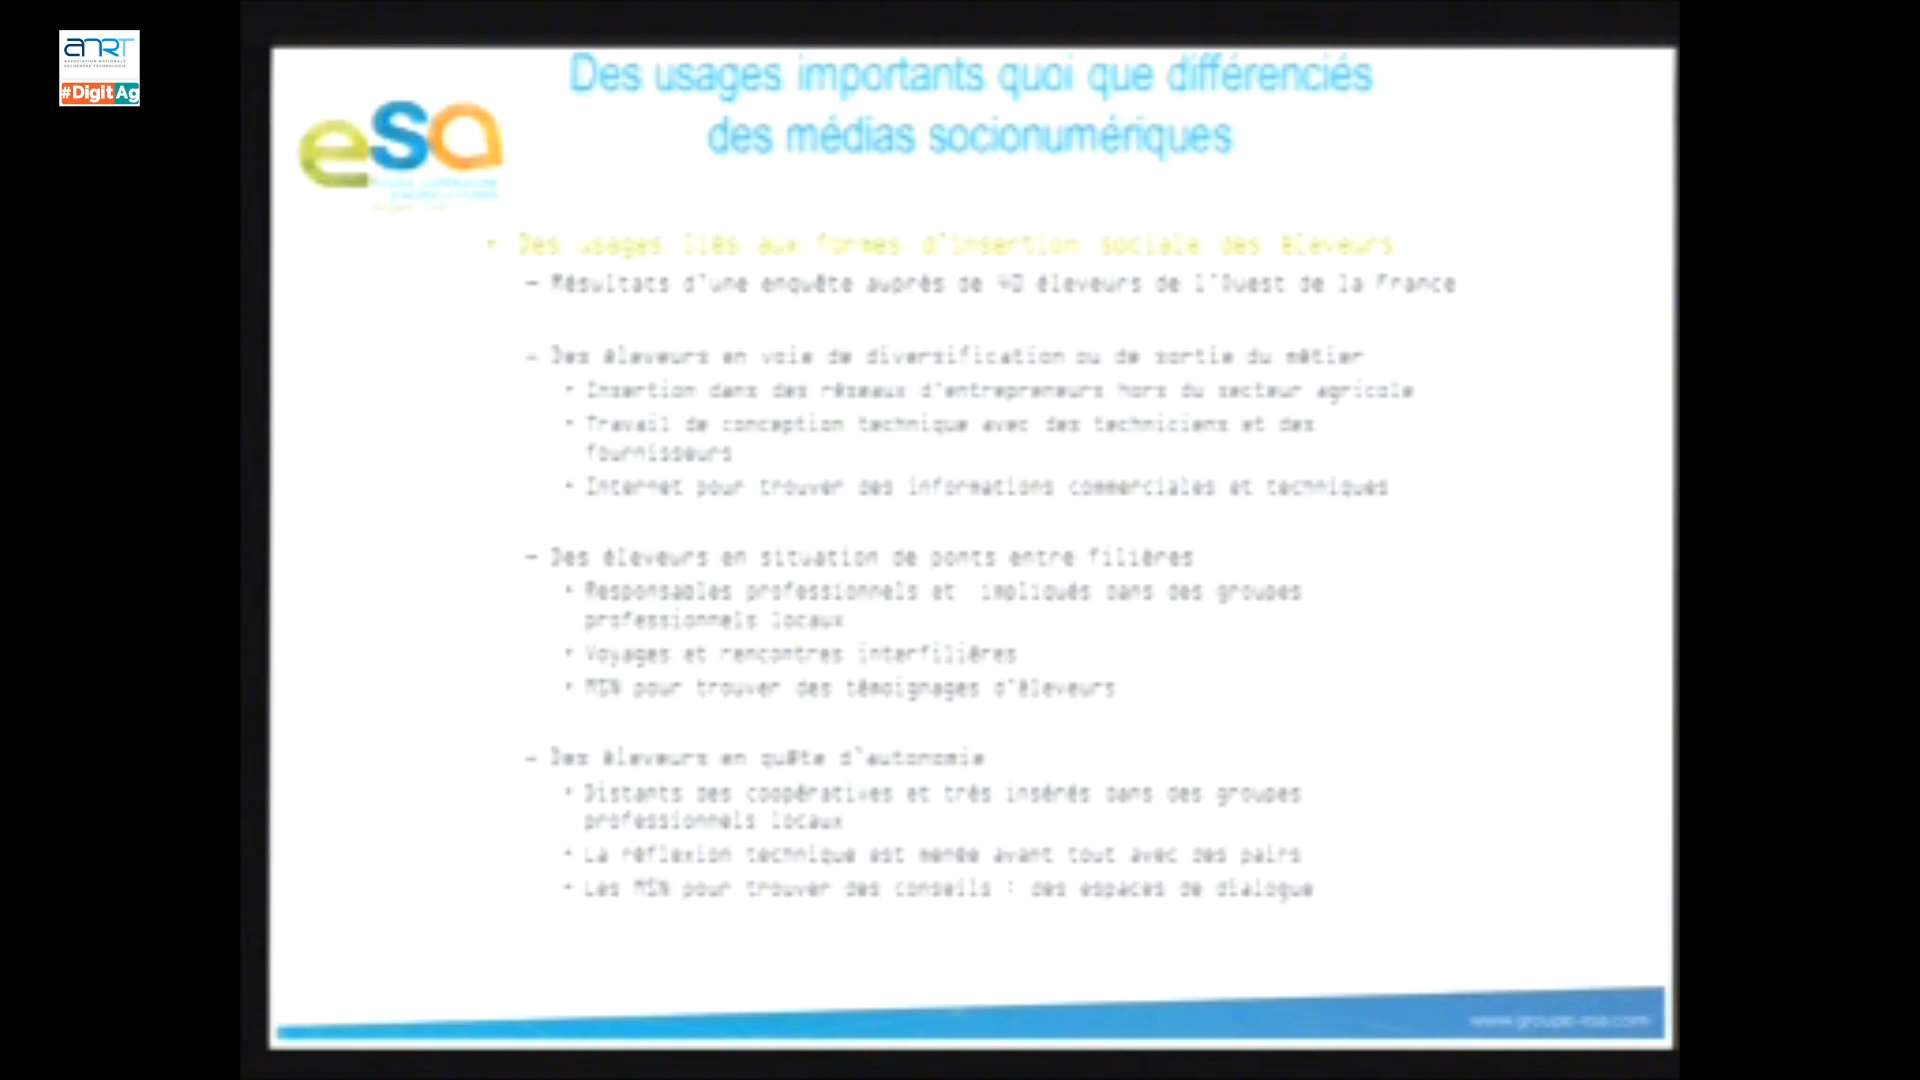 anrt
ASSOCIATION NATIONALE
RECHERCHE TECHNOLOGIE
#DigitAg
Des usages importants quoi que différenciés
des médias socionumériques
esa
• Des usages liés aux formes d'insertion sociale des éleveurs
– Résultats d'une enquête auprès de 40 éleveurs de l'Ouest de la France
– Des éleveurs en voie de diversification ou de sortie du métier
• Insertion dans des réseaux d'entrepreneurs hors du secteur agricole
• Travail de conception technique avec des techniciens et des
fournisseurs
• Internet pour trouver des informations commerciales et techniques
– Des éleveurs en situation de ponts entre filières
• Responsables professionnels et impliqués dans des groupes
professionnels locaux
• Voyages et rencontres interfilières
• MSN pour trouver des témoignages d'éleveurs
– Des éleveurs en quête d'autonomie
• Distants des coopératives et très insérés dans des groupes
professionnels locaux
• La réflexion technique est menée avant tout avec des pairs
• Les MSN pour trouver des conseils : des espaces de dialogue
www.groupe-esa.com